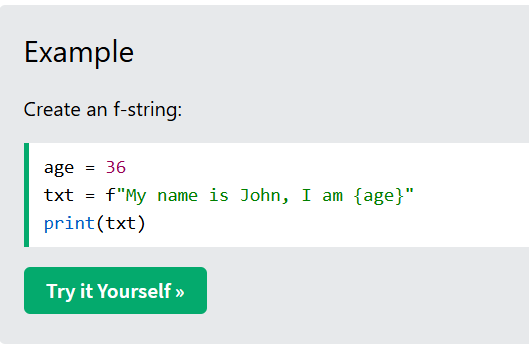 Example
Create an f-string:
age = 36
txt = f"My name is John, I am {age}"
print(txt)
Try it Yourself »